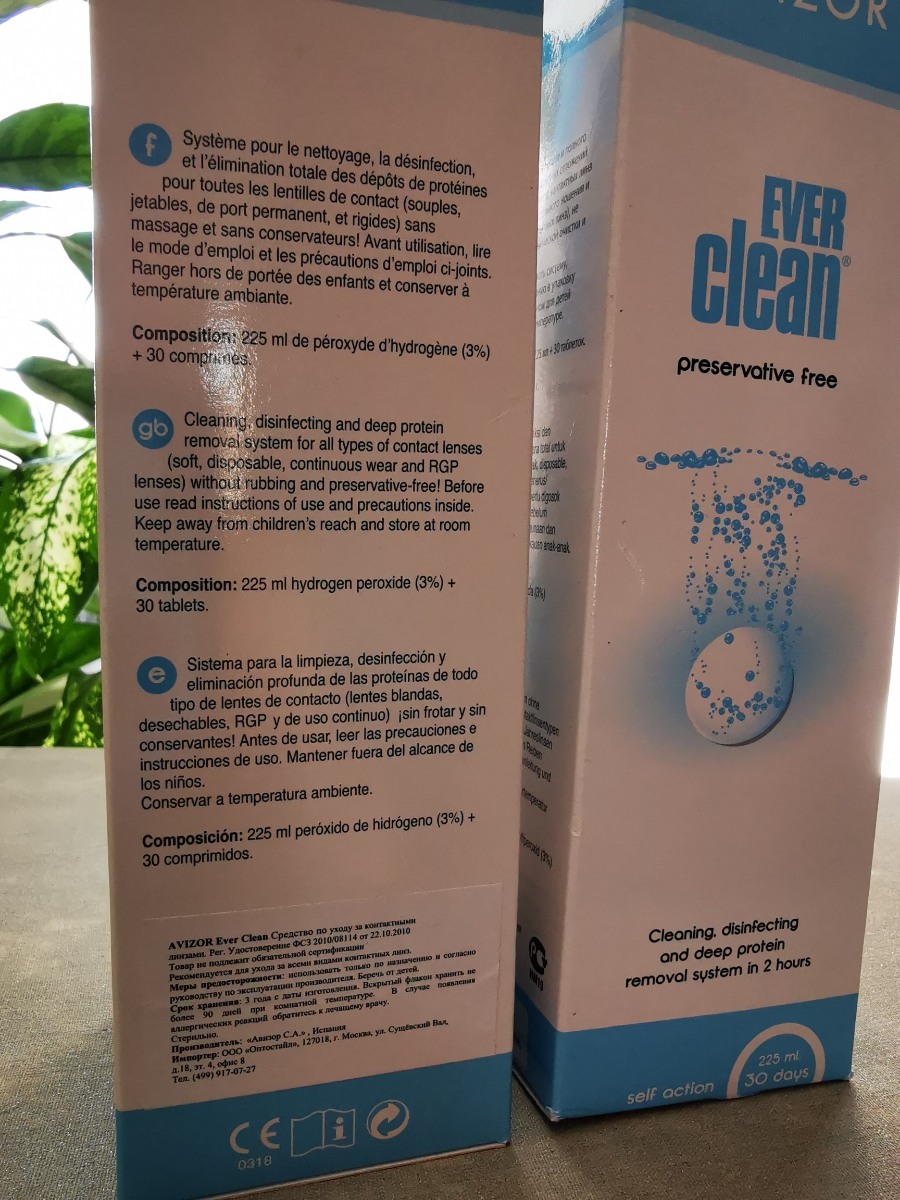 f
Système pour le nettoyage, la désinfection,
et l'élimination totale des dépôts de protéines
pour toutes les lentilles de contact (souples,
jetables, de port permanent, et rigides) sans
massage et sans conservateurs! Avant utilisation, lire
le mode d'emploi et les précautions d'emploi ci-joints.
Ranger hors de portée des enfants et conserver à
température ambiante.
Composition: 225 ml de péroxyde d'hydrogène (3%)
+ 30 comprimés.
gb
Cleaning, disinfecting and deep protein
removal system for all types of contact lenses
(soft, disposable, continuous wear and RGP
lenses) without rubbing and preservative-free! Before
use read instructions of use and precautions inside.
Keep away from children's reach and store at room
temperature.
Composition: 225 ml hydrogen peroxide (3%) +
30 tablets.
e
Sistema para la limpieza, desinfección y
eliminación profunda de las proteínas de todo
tipo de lentes de contacto (lentes blandas,
desechables, RGP y de uso continuo) ¡sin frotar y sin
conservantes! Antes de usar, leer las precauciones e
instrucciones de uso. Mantener fuera del alcance de
los niños.
Conservar a temperatura ambiente.
Composición: 225 ml peróxido de hidrógeno (3%) +
30 comprimidos.
AVIZOR Ever Clean Средство по уходу за контактными
линзами. Рег. Удостоверение ФСЗ 2010/08114 от 22.10.2010
Товар не подлежит обязательной сертификации
Рекомендуется для ухода за всеми видами контактных линз.
Меры предосторожности: использовать только по назначению и согласно
руководству по эксплуатации производителя. Беречь от детей.
Срок хранения: 3 года с даты изготовления. Вскрытый флакон хранить не
более 90 дней при комнатной температуре. В случае появления
аллергических реакций обратитесь к лечащему врачу.
Стерильно.
Производитель: «Авизор С.А.» , Испания
Импортер: ООО «Оптостайл», 127018, г. Москва, ул. Сущёвский Вал,
д.18, эт. 4, офис 8
Тел. (499) 917-07-27
CE
0318
i
EVER
clean®
preservative free
Cleaning, disinfecting
and deep protein
removal system in 2 hours
self action
225 ml
30 days